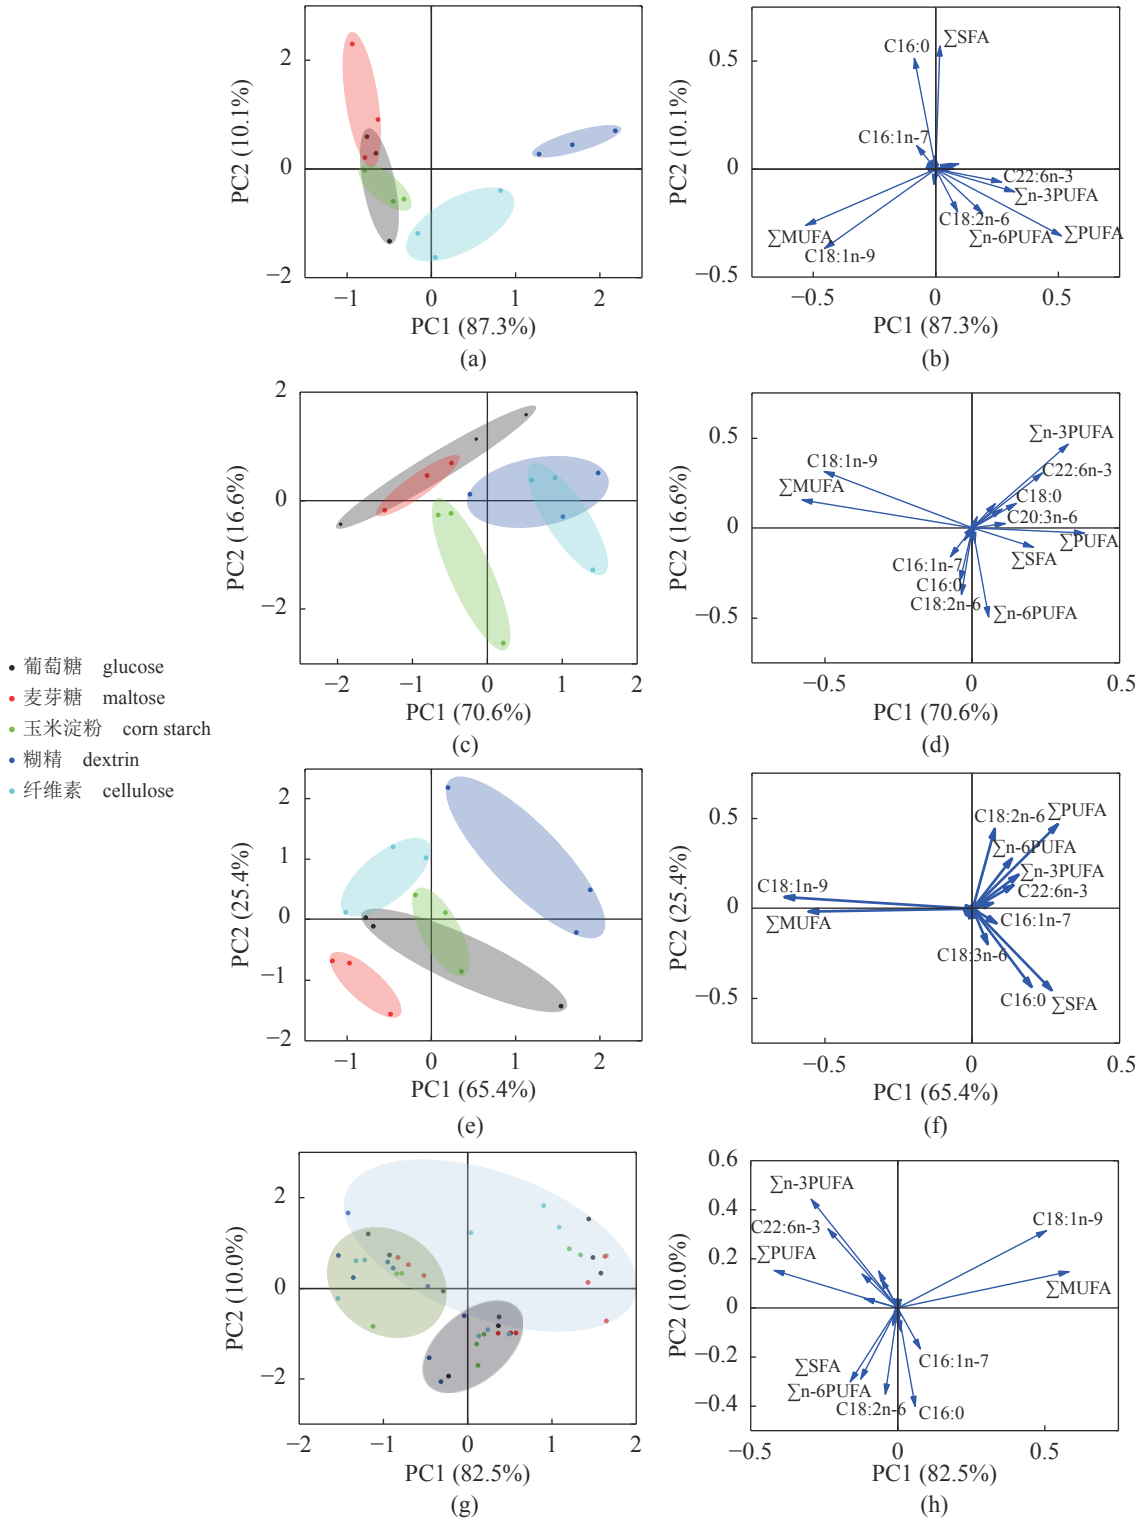 2
0
−2
−1
0
1
2
PC2 (10.1%)
PC1 (87.3%)
(a)
0.5
0
−0.5
−0.5
0
0.5
PC2 (10.1%)
C16:0
∑SFA
C16:1n-7
C22:6n-3
∑n-3PUFA
C18:2n-6
∑n-6PUFA
∑PUFA
∑MUFA
C18:1n-9
PC1 (87.3%)
(b)
2
0
−2
−2
−1
0
1
2
PC2 (16.6%)
PC1 (70.6%)
(c)
0.5
0
−0.5
−0.5
0
0.5
PC2 (16.6%)
∑n-3PUFA
C18:1n-9
C22:6n-3
∑MUFA
C18:0
C20:3n-6
∑PUFA
∑SFA
C16:1n-7
C16:0
C18:2n-6
∑n-6PUFA
PC1 (70.6%)
(d)
葡萄糖 glucose
麦芽糖 maltose
玉米淀粉 corn starch
糊精 dextrin
纤维素 cellulose
2
1
0
−1
−2
−1
0
1
2
PC2 (25.4%)
PC1 (65.4%)
(e)
0.5
0
−0.5
−0.5
0
0.5
PC2 (25.4%)
C18:2n-6
∑PUFA
∑n-6PUFA
∑n-3PUFA
C18:1n-9
C22:6n-3
∑MUFA
C16:1n-7
C18:3n-6
C16:0
∑SFA
PC1 (65.4%)
(f)
2
0
−2
−2
−1
0
1
2
PC2 (10.0%)
PC1 (82.5%)
(g)
0.6
0.4
0.2
0
−0.2
−0.4
−0.5
0
0.5
PC2 (10.0%)
∑n-3PUFA
C22:6n-3
C18:1n-9
∑PUFA
∑MUFA
C16:1n-7
∑SFA
∑n-6PUFA
C18:2n-6
C16:0
PC1 (82.5%)
(h)